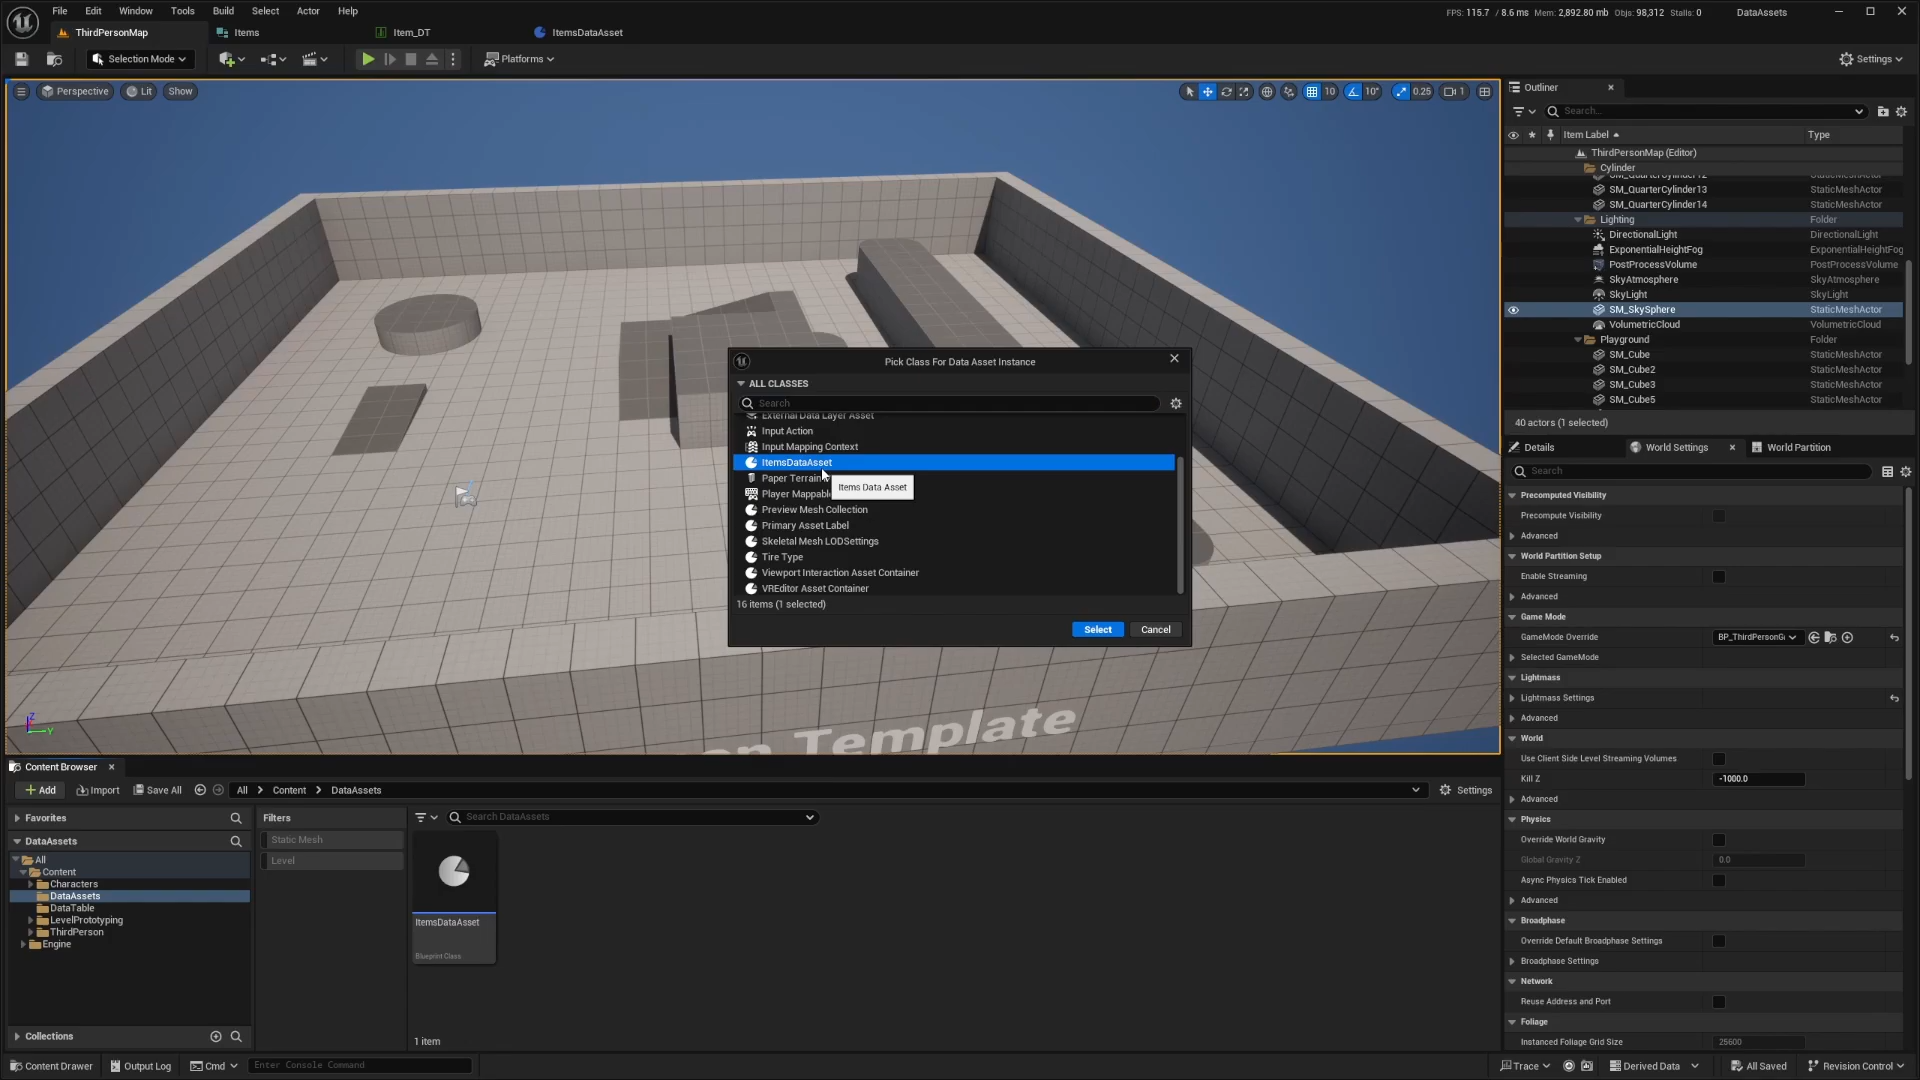 File Edit Window Tools Build Select Actor Help
FPS: 115.7 / 8.6 ms Mem: 2,892.80 mb Objs: 98,312 Stalls: 0 DataAssets
ThirdPersonMap Items Item_DT ItemsDataAsset
Selection Mode Platforms Settings
Perspective Lit Show 10 10° 0.25 1
Outliner
Search...
Item Label Type
ThirdPersonMap (Editor)
Cylinder
SM_QuarterCylinder12 StaticMeshActor
SM_QuarterCylinder13 StaticMeshActor
SM_QuarterCylinder14 StaticMeshActor
Lighting Folder
DirectionalLight DirectionalLight
ExponentialHeightFog ExponentialHeightFog
PostProcessVolume PostProcessVolume
SkyAtmosphere SkyAtmosphere
SkyLight SkyLight
SM_SkySphere StaticMeshActor
VolumetricCloud VolumetricCloud
Playground Folder
SM_Cube StaticMeshActor
SM_Cube2 StaticMeshActor
SM_Cube3 StaticMeshActor
SM_Cube5 StaticMeshActor
40 actors (1 selected)
Pick Class For Data Asset Instance
ALL CLASSES
Search
External Data Layer Asset
Input Action
Input Mapping Context
ItemsDataAsset
Paper Terrain
Items Data Asset
Player Mappabl
Preview Mesh Collection
Primary Asset Label
Skeletal Mesh LODSettings
Tire Type
Viewport Interaction Asset Container
VREditor Asset Container
16 items (1 selected)
Select Cancel
Template
Z
Y
Details World Settings World Partition
Search
Precomputed Visibility
Precompute Visibility
Advanced
World Partition Setup
Enable Streaming
Advanced
Game Mode
GameMode Override BP_ThirdPersonG
Selected GameMode
Lightmass
Lightmass Settings
Advanced
World
Use Client Side Level Streaming Volumes
Kill Z -1000.0
Advanced
Physics
Override World Gravity
Global Gravity Z 0.0
Async Physics Tick Enabled
Advanced
Broadphase
Override Default Broadphase Settings
Broadphase Settings
Network
Reuse Address and Port
Foliage
Instanced Foliage Grid Size 25600
Content Browser
Add Import Save All All Content DataAssets Settings
Favorites
DataAssets
All
Content
Characters
DataAssets
DataTable
LevelPrototyping
ThirdPerson
Engine
Collections
Filters
Static Mesh
Level
Search DataAssets
ItemsDataAsset
Blueprint Class
1 item
Content Drawer Output Log Cmd Enter Console Command
Trace Derived Data All Saved Revision Control